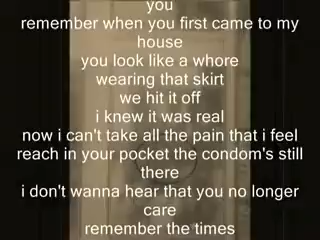 you
remember when you first came to my
house
you look like a whore
wearing that skirt
we hit it off
i knew it was real
now i can't take all the pain that i feel
reach in your pocket the condom's still
there
i don't wanna hear that you no longer
care
remember the times